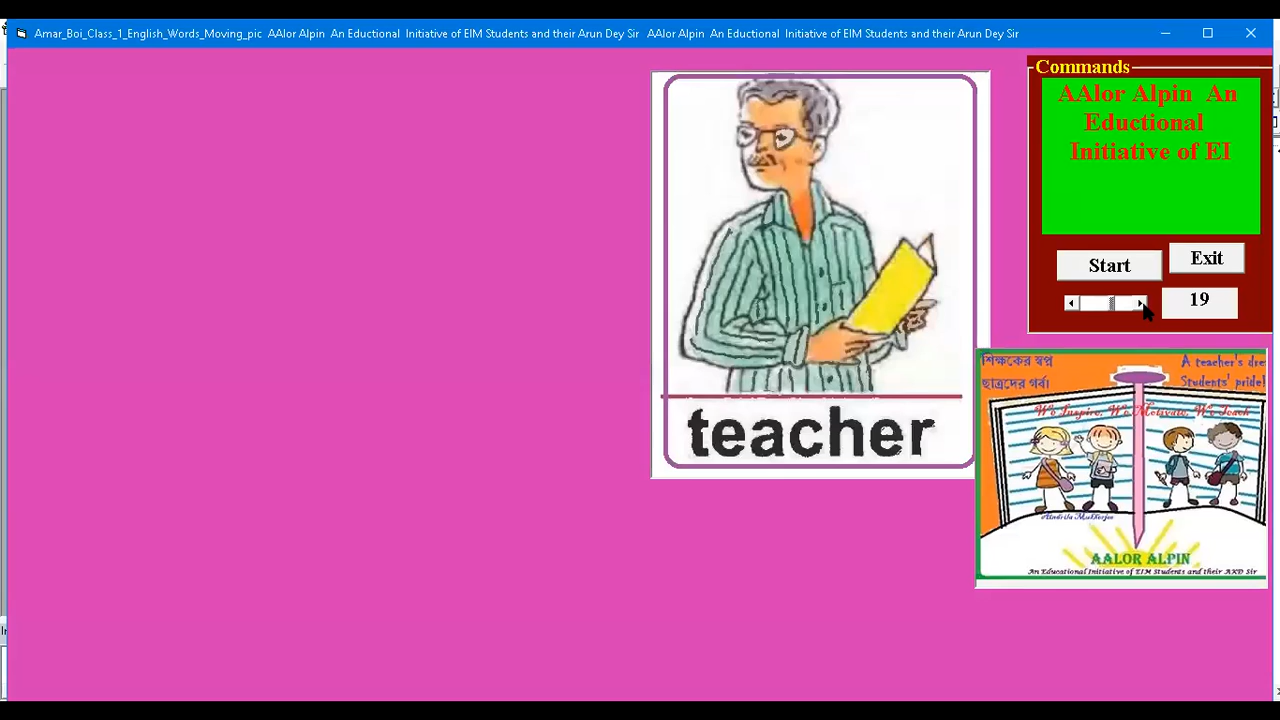 Amar_Boi_Class_1_English_Words_Moving_pic AAlor Alpin An Eductional Initiative of EIM Students and their Arun Dey Sir AAlor Alpin An Eductional Initiative of EIM Students and their Arun Dey Sir
Commands
AAlor Alpin An
Eductional
Initiative of EI
Start
Exit
19
teacher
শিক্ষকের স্বপ্ন
ছাত্রদের গর্ব।
A teacher's dre
Students' pride!
We Inspire, We Motivate, We Teach
Aindrila Mukherjee
AALOR ALPIN
An Educational Initiative of EIM Students and their AKD Sir